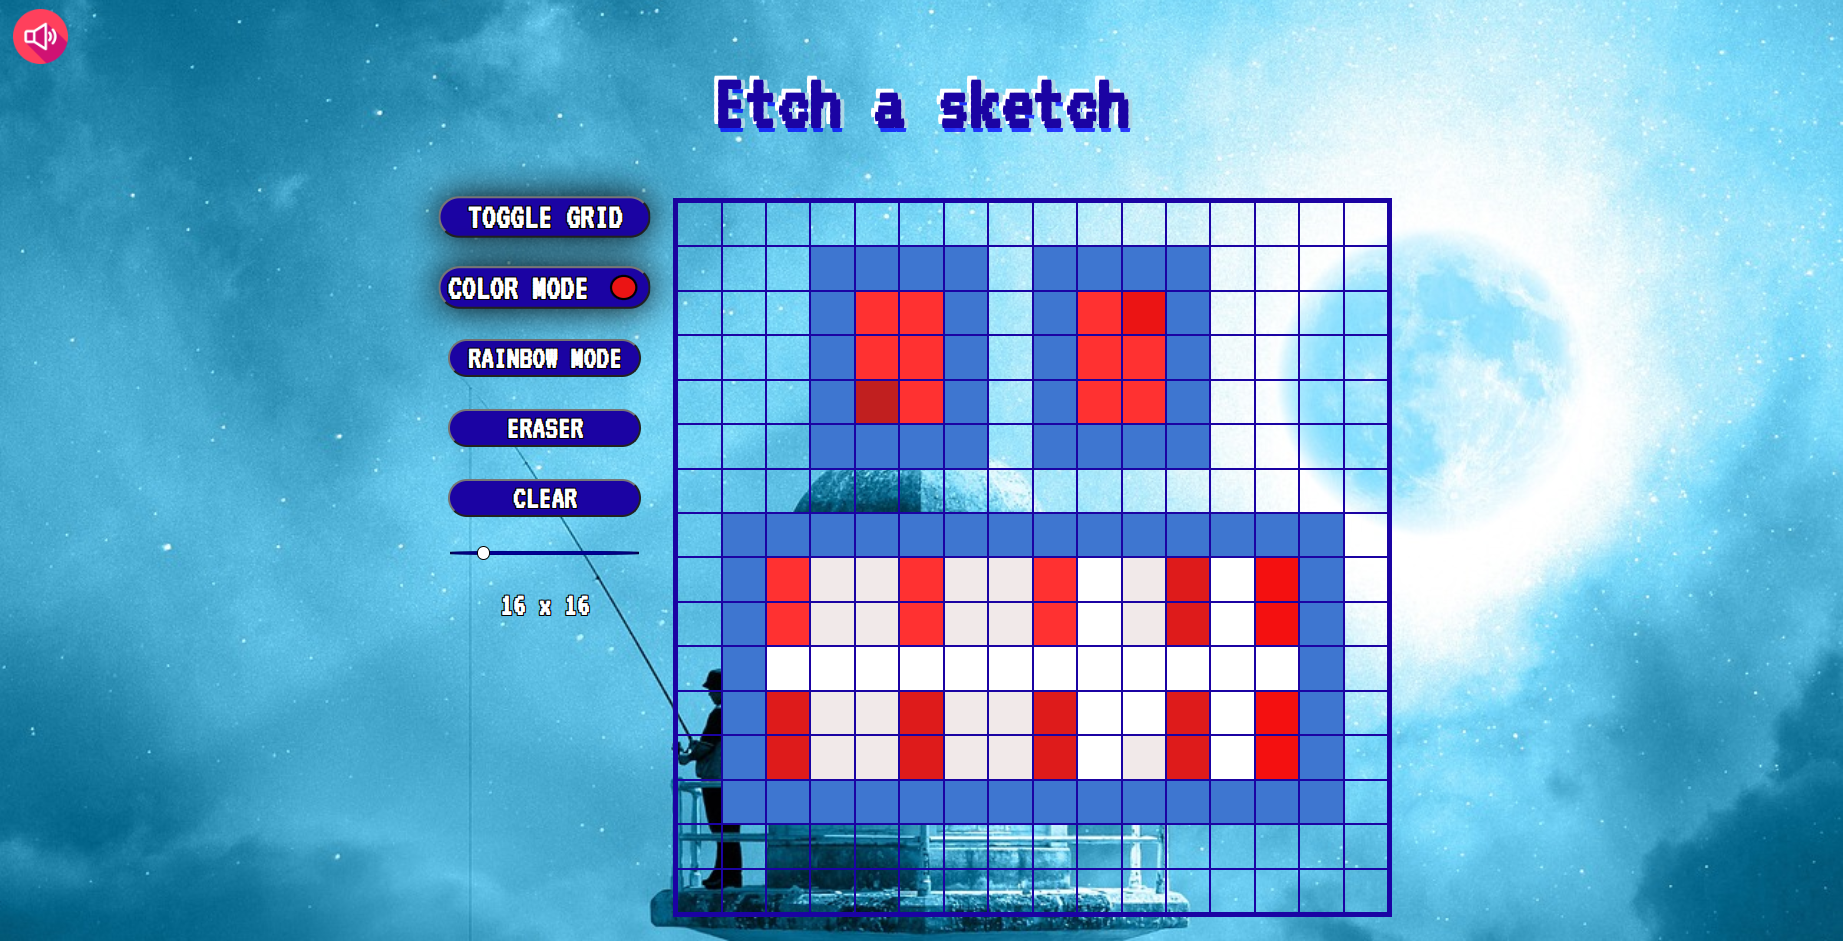 Etch a sketch
TOGGLE GRID
COLOR MODE
RAINBOW MODE
ERASER
CLEAR
16 x 16